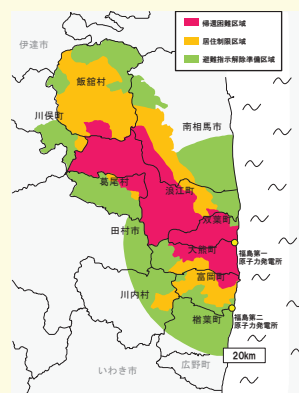 帰還困難区域
居住制限区域
避難指示解除準備区域
伊達市
飯舘村
川俣町
南相馬市
葛尾村
浪江町
双葉町
田村市
大熊町
福島第一
原子力発電所
富岡町
川内村
福島第二
原子力発電所
楢葉町
20km
広野町
いわき市